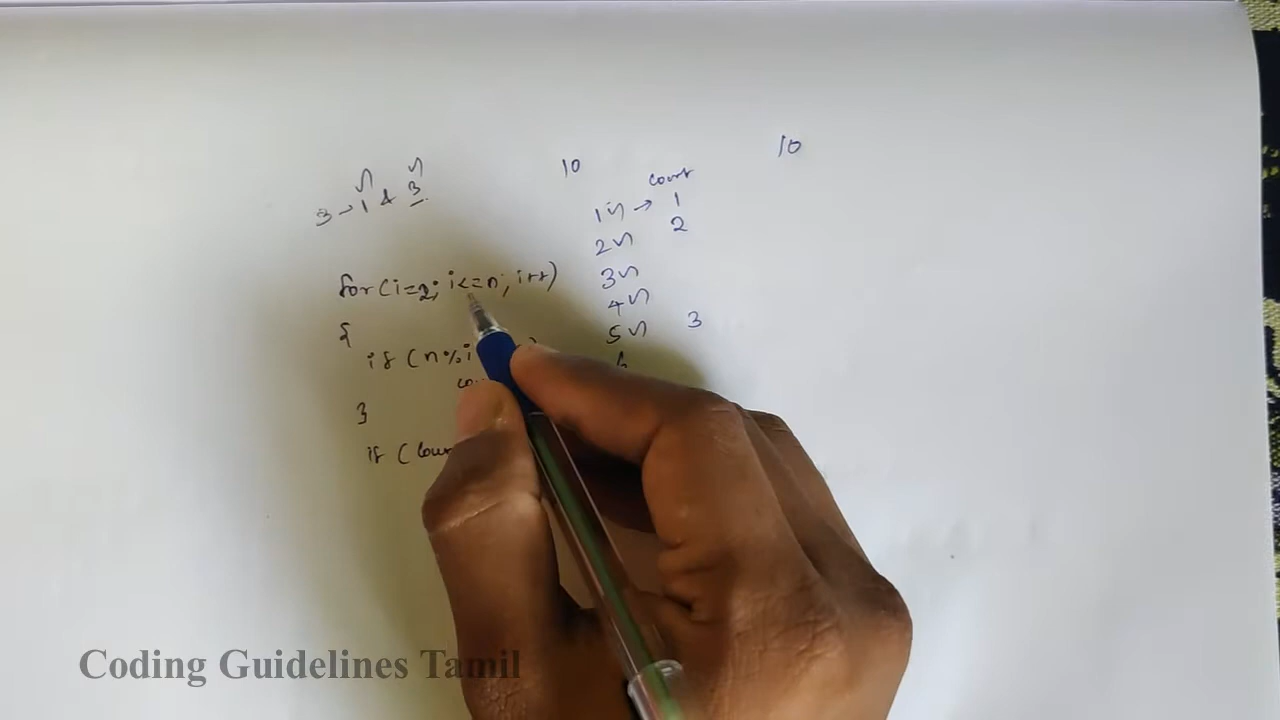 10
10
3 → 1 & 3
count
1 → 1
2 2
3
4
5 3
for(i=2; i<=n; i++)
{
if (n%i
}
if (
Coding Guidelines Tamil